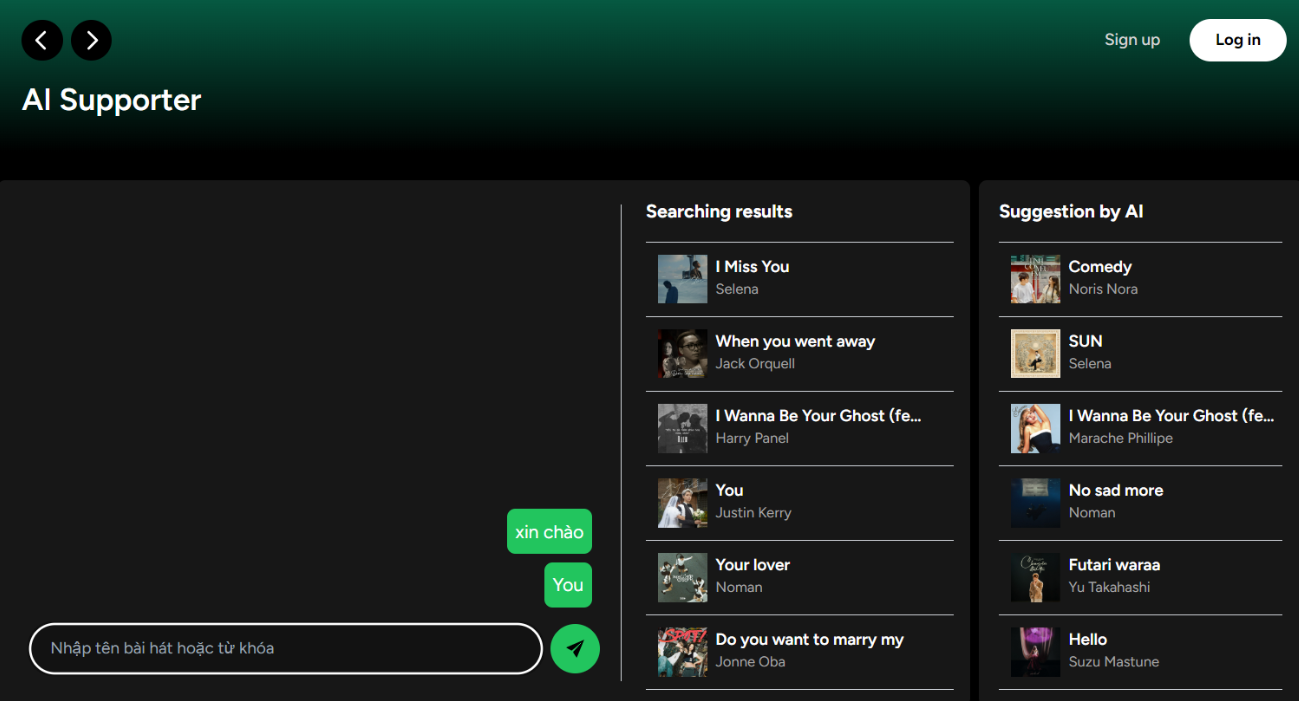 Sign up
Log in
AI Supporter
xin chào
You
Nhập tên bài hát hoặc từ khóa
Searching results
I Miss You
Selena
When you went away
Jack Orquell
I Wanna Be Your Ghost (fe...
Harry Panel
You
Justin Kerry
Your lover
Noman
Do you want to marry my
Jonne Oba
Suggestion by AI
Comedy
Noris Nora
SUN
Selena
I Wanna Be Your Ghost (fe...
Marache Phillipe
No sad more
Noman
Futari waraa
Yu Takahashi
Hello
Suzu Mastune